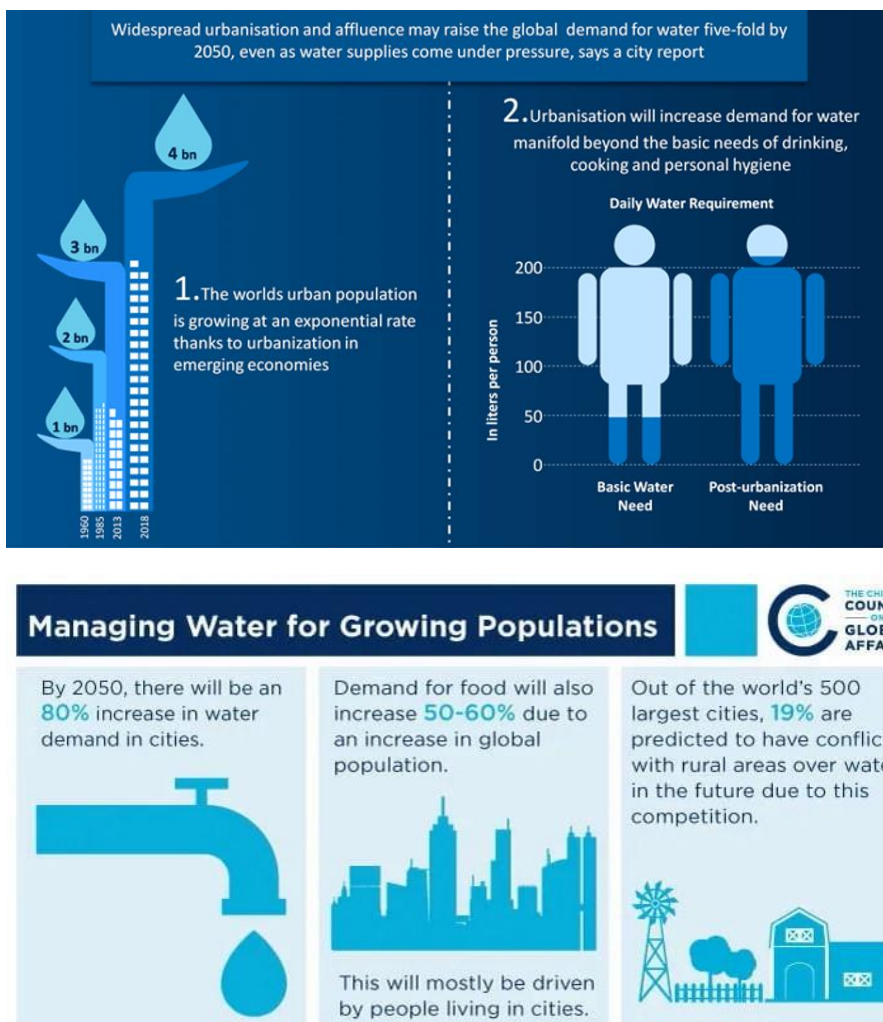 Widespread urbanisation and affluence may raise the global demand for water five-fold by
2050, even as water supplies come under pressure, says a city report
4 bn
3 bn
2 bn
1 bn
1960
1985
2013
2018
1.The worlds urban population
is growing at an exponential rate
thanks to urbanization in
emerging economies
2.Urbanisation will increase demand for water
manifold beyond the basic needs of drinking,
cooking and personal hygiene
Daily Water Requirement
In liters per person
200
150
100
50
0
Basic Water
Need
Post-urbanization
Need
Managing Water for Growing Populations
THE CHI
COUN
ON
GLOB
AFFA
By 2050, there will be an
80% increase in water
demand in cities.
Demand for food will also
increase 50-60% due to
an increase in global
population.
This will mostly be driven
by people living in cities.
Out of the world's 500
largest cities, 19% are
predicted to have conflic
with rural areas over wat
in the future due to this
competition.